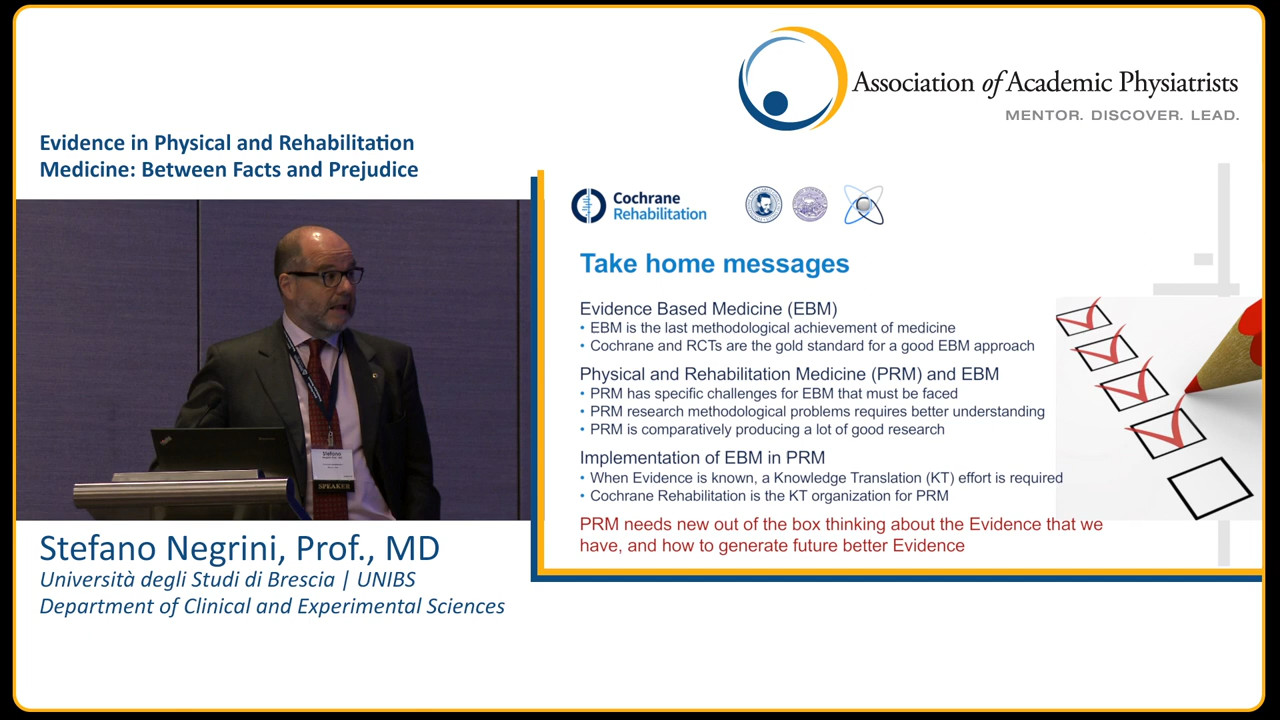 Association of Academic Physiatrists
MENTOR. DISCOVER. LEAD.
Evidence in Physical and Rehabilitation
Medicine: Between Facts and Prejudice
Cochrane
Rehabilitation
Take home messages
Evidence Based Medicine (EBM)
• EBM is the last methodological achievement of medicine
• Cochrane and RCTs are the gold standard for a good EBM approach
Physical and Rehabilitation Medicine (PRM) and EBM
• PRM has specific challenges for EBM that must be faced
• PRM research methodological problems requires better understanding
• PRM is comparatively producing a lot of good research
Implementation of EBM in PRM
• When Evidence is known, a Knowledge Translation (KT) effort is required
• Cochrane Rehabilitation is the KT organization for PRM
PRM needs new out of the box thinking about the Evidence that we
have, and how to generate future better Evidence
Stefano
SPEAKER
Stefano Negrini, Prof., MD
Università degli Studi di Brescia | UNIBS
Department of Clinical and Experimental Sciences